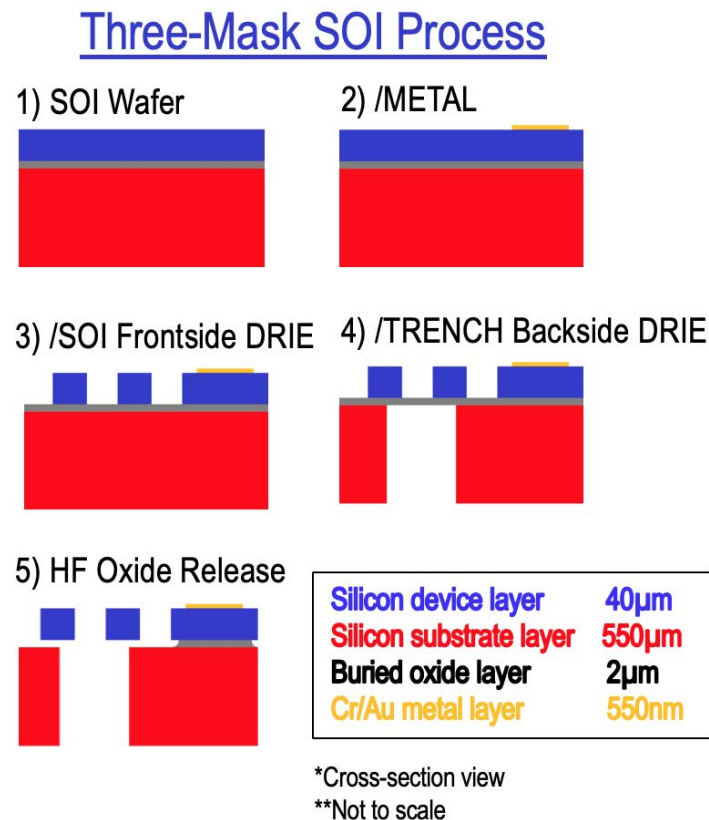 Three-Mask SOI Process
1) SOI Wafer
2) /METAL
3) /SOI Frontside DRIE
4) /TRENCH Backside DRIE
5) HF Oxide Release
Silicon device layer 40μm
Silicon substrate layer 550μm
Buried oxide layer 2μm
Cr/Au metal layer 550nm
*Cross-section view
**Not to scale